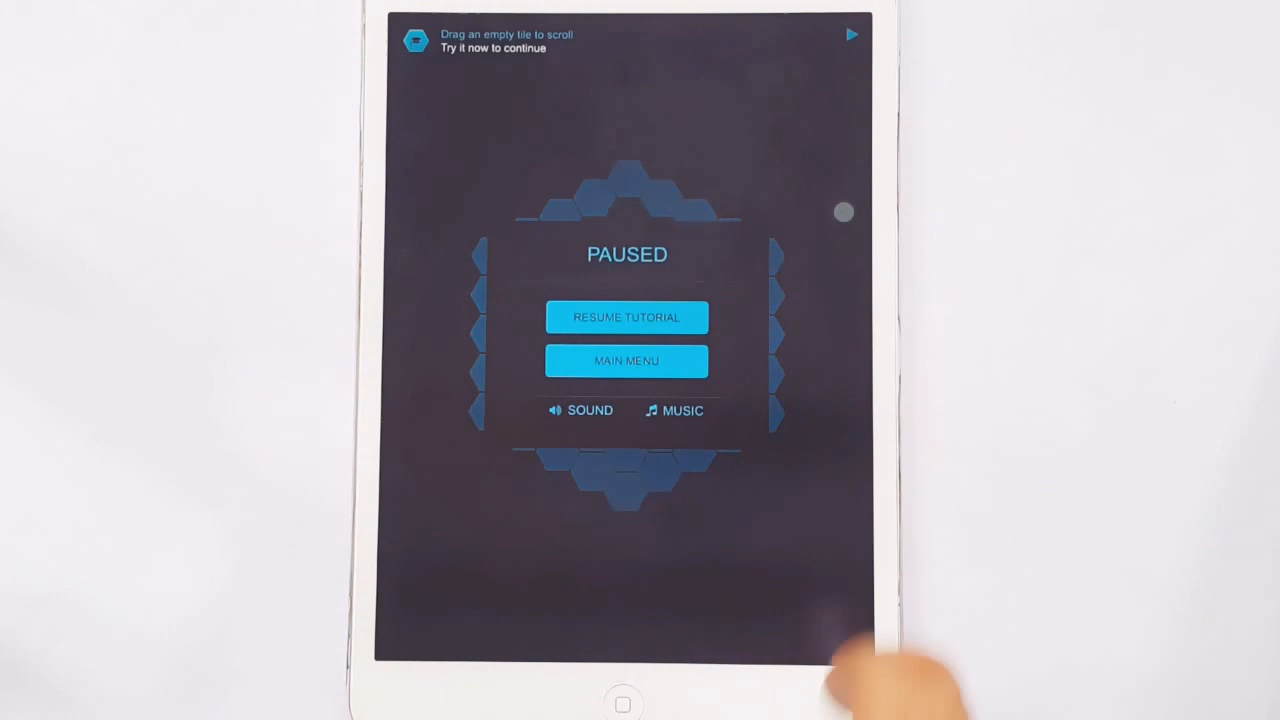 Drag an empty tile to scroll
Try it now to continue
PAUSED
RESUME TUTORIAL
MAIN MENU
SOUND
MUSIC